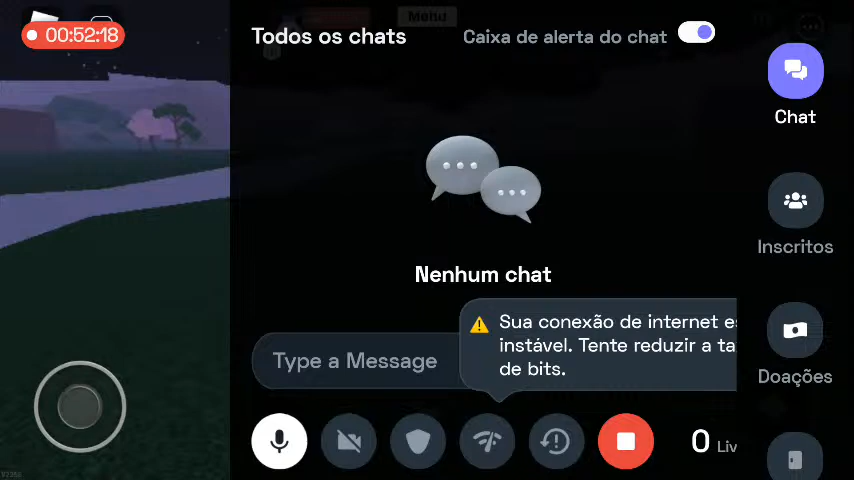 Menu
00:52:18
Todos os chats
Caixa de alerta do chat
Chat
Inscritos
Nenhum chat
Sua conexão de internet es
instável. Tente reduzir a ta
de bits.
Type a Message
Doações
0 Liv